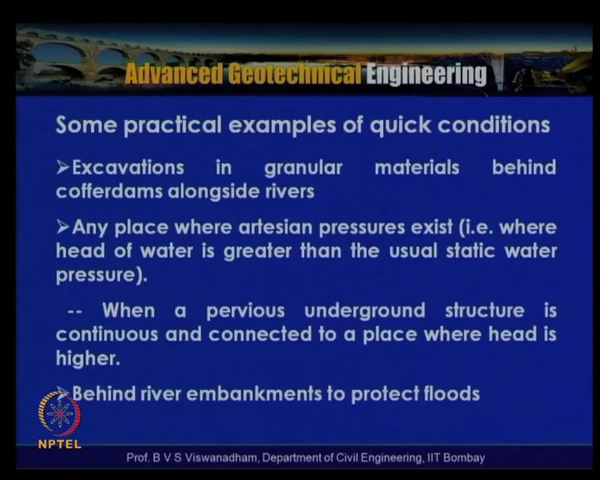 Advanced Geotechnical Engineering
Some practical examples of quick conditions
➢Excavations in granular materials behind
cofferdams alongside rivers
➢Any place where artesian pressures exist (i.e. where
head of water is greater than the usual static water
pressure).
-- When a pervious underground structure is
continuous and connected to a place where head is
higher.
➢Behind river embankments to protect floods
NPTEL
Prof. B V S Viswanadham, Department of Civil Engineering, IIT Bombay